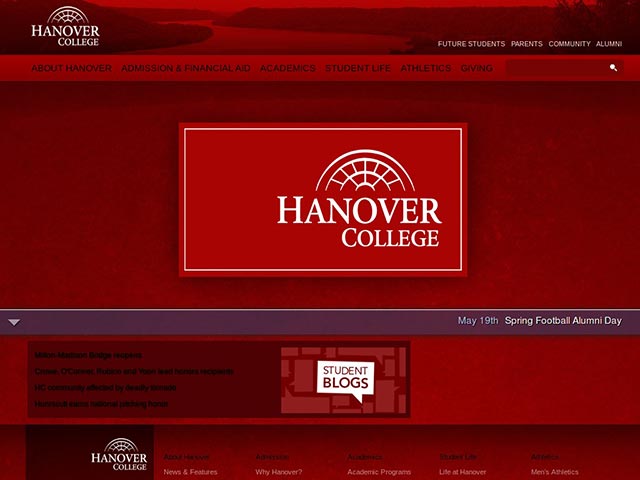 HANOVER
COLLEGE
FUTURE STUDENTS PARENTS COMMUNITY ALUMNI
ABOUT HANOVER ADMISSION & FINANCIAL AID ACADEMICS STUDENT LIFE ATHLETICS GIVING
HANOVER
COLLEGE
May 19th Spring Football Alumni Day
Milton-Madison Bridge reopens
Crowe, O'Connor, Rubino and Yoon lead honors recipients
HC community affected by deadly tornado
Hunnicutt earns national pitching honor
STUDENT
BLOGS
HANOVER
COLLEGE
About Hanover Admission Academics Student Life Athletics
News & Features Why Hanover? Academic Programs Life at Hanover Men's Athletics